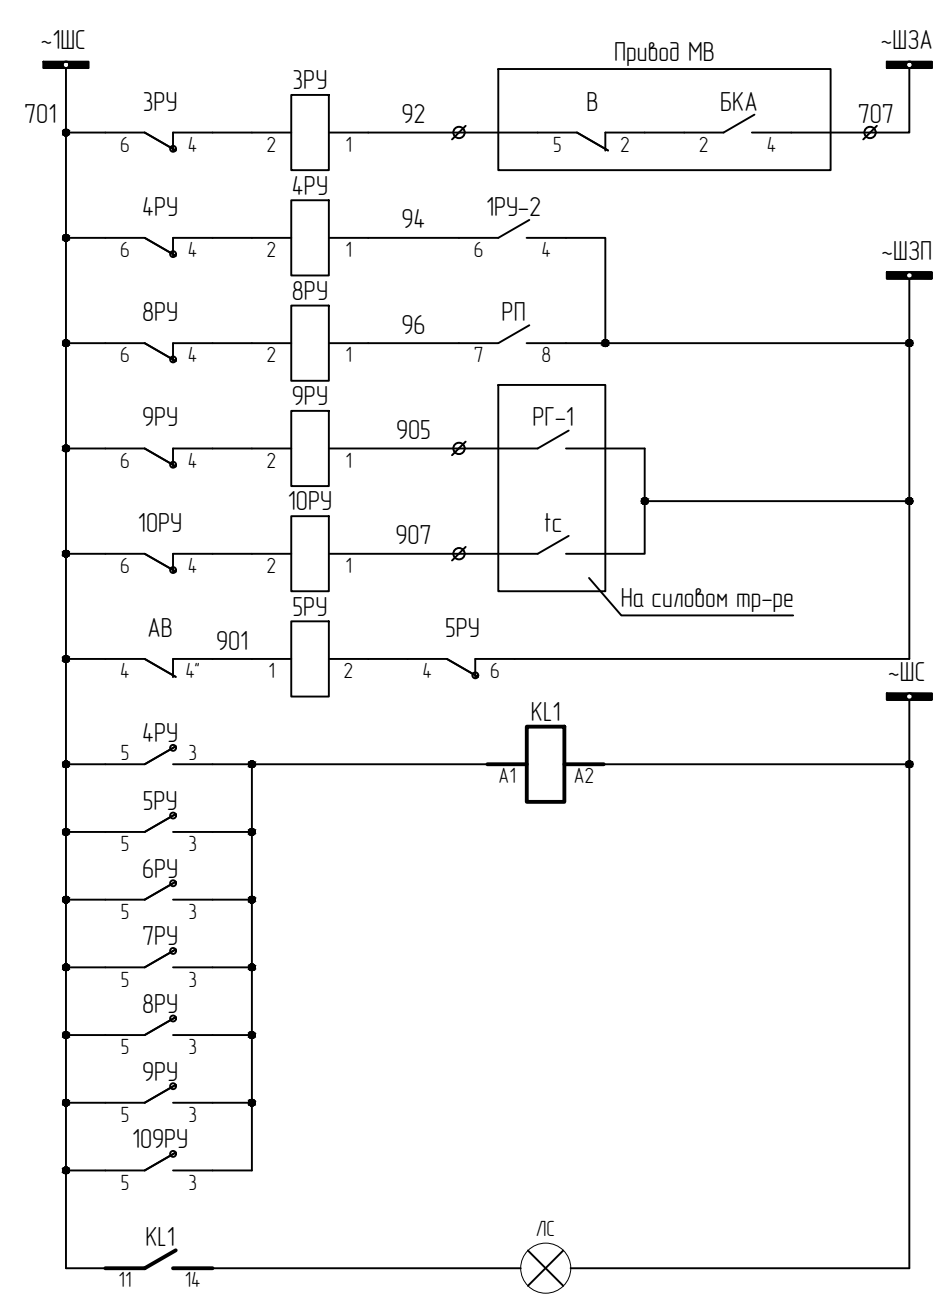 ~1ШС
~ШЗА
Привод МВ
701
3РУ
3РУ
92
В
БКА
707
6
4
2
1
5
2
2
4
4РУ
4РУ
94
1РУ-2
6
4
2
1
6
4
~ШЗП
8РУ
8РУ
96
РП
6
4
2
1
7
8
9РУ
9РУ
905
РГ-1
6
4
2
1
10РУ
10РУ
907
tс
6
4
2
1
На силовом тр-ре
АВ
901
5РУ
5РУ
4
4"
1
2
4
6
~ШС
4РУ
5
3
KL1
А1
А2
5РУ
5
3
6РУ
5
3
7РУ
5
3
8РУ
5
3
9РУ
5
3
109РУ
5
3
KL1
11
14
ЛС